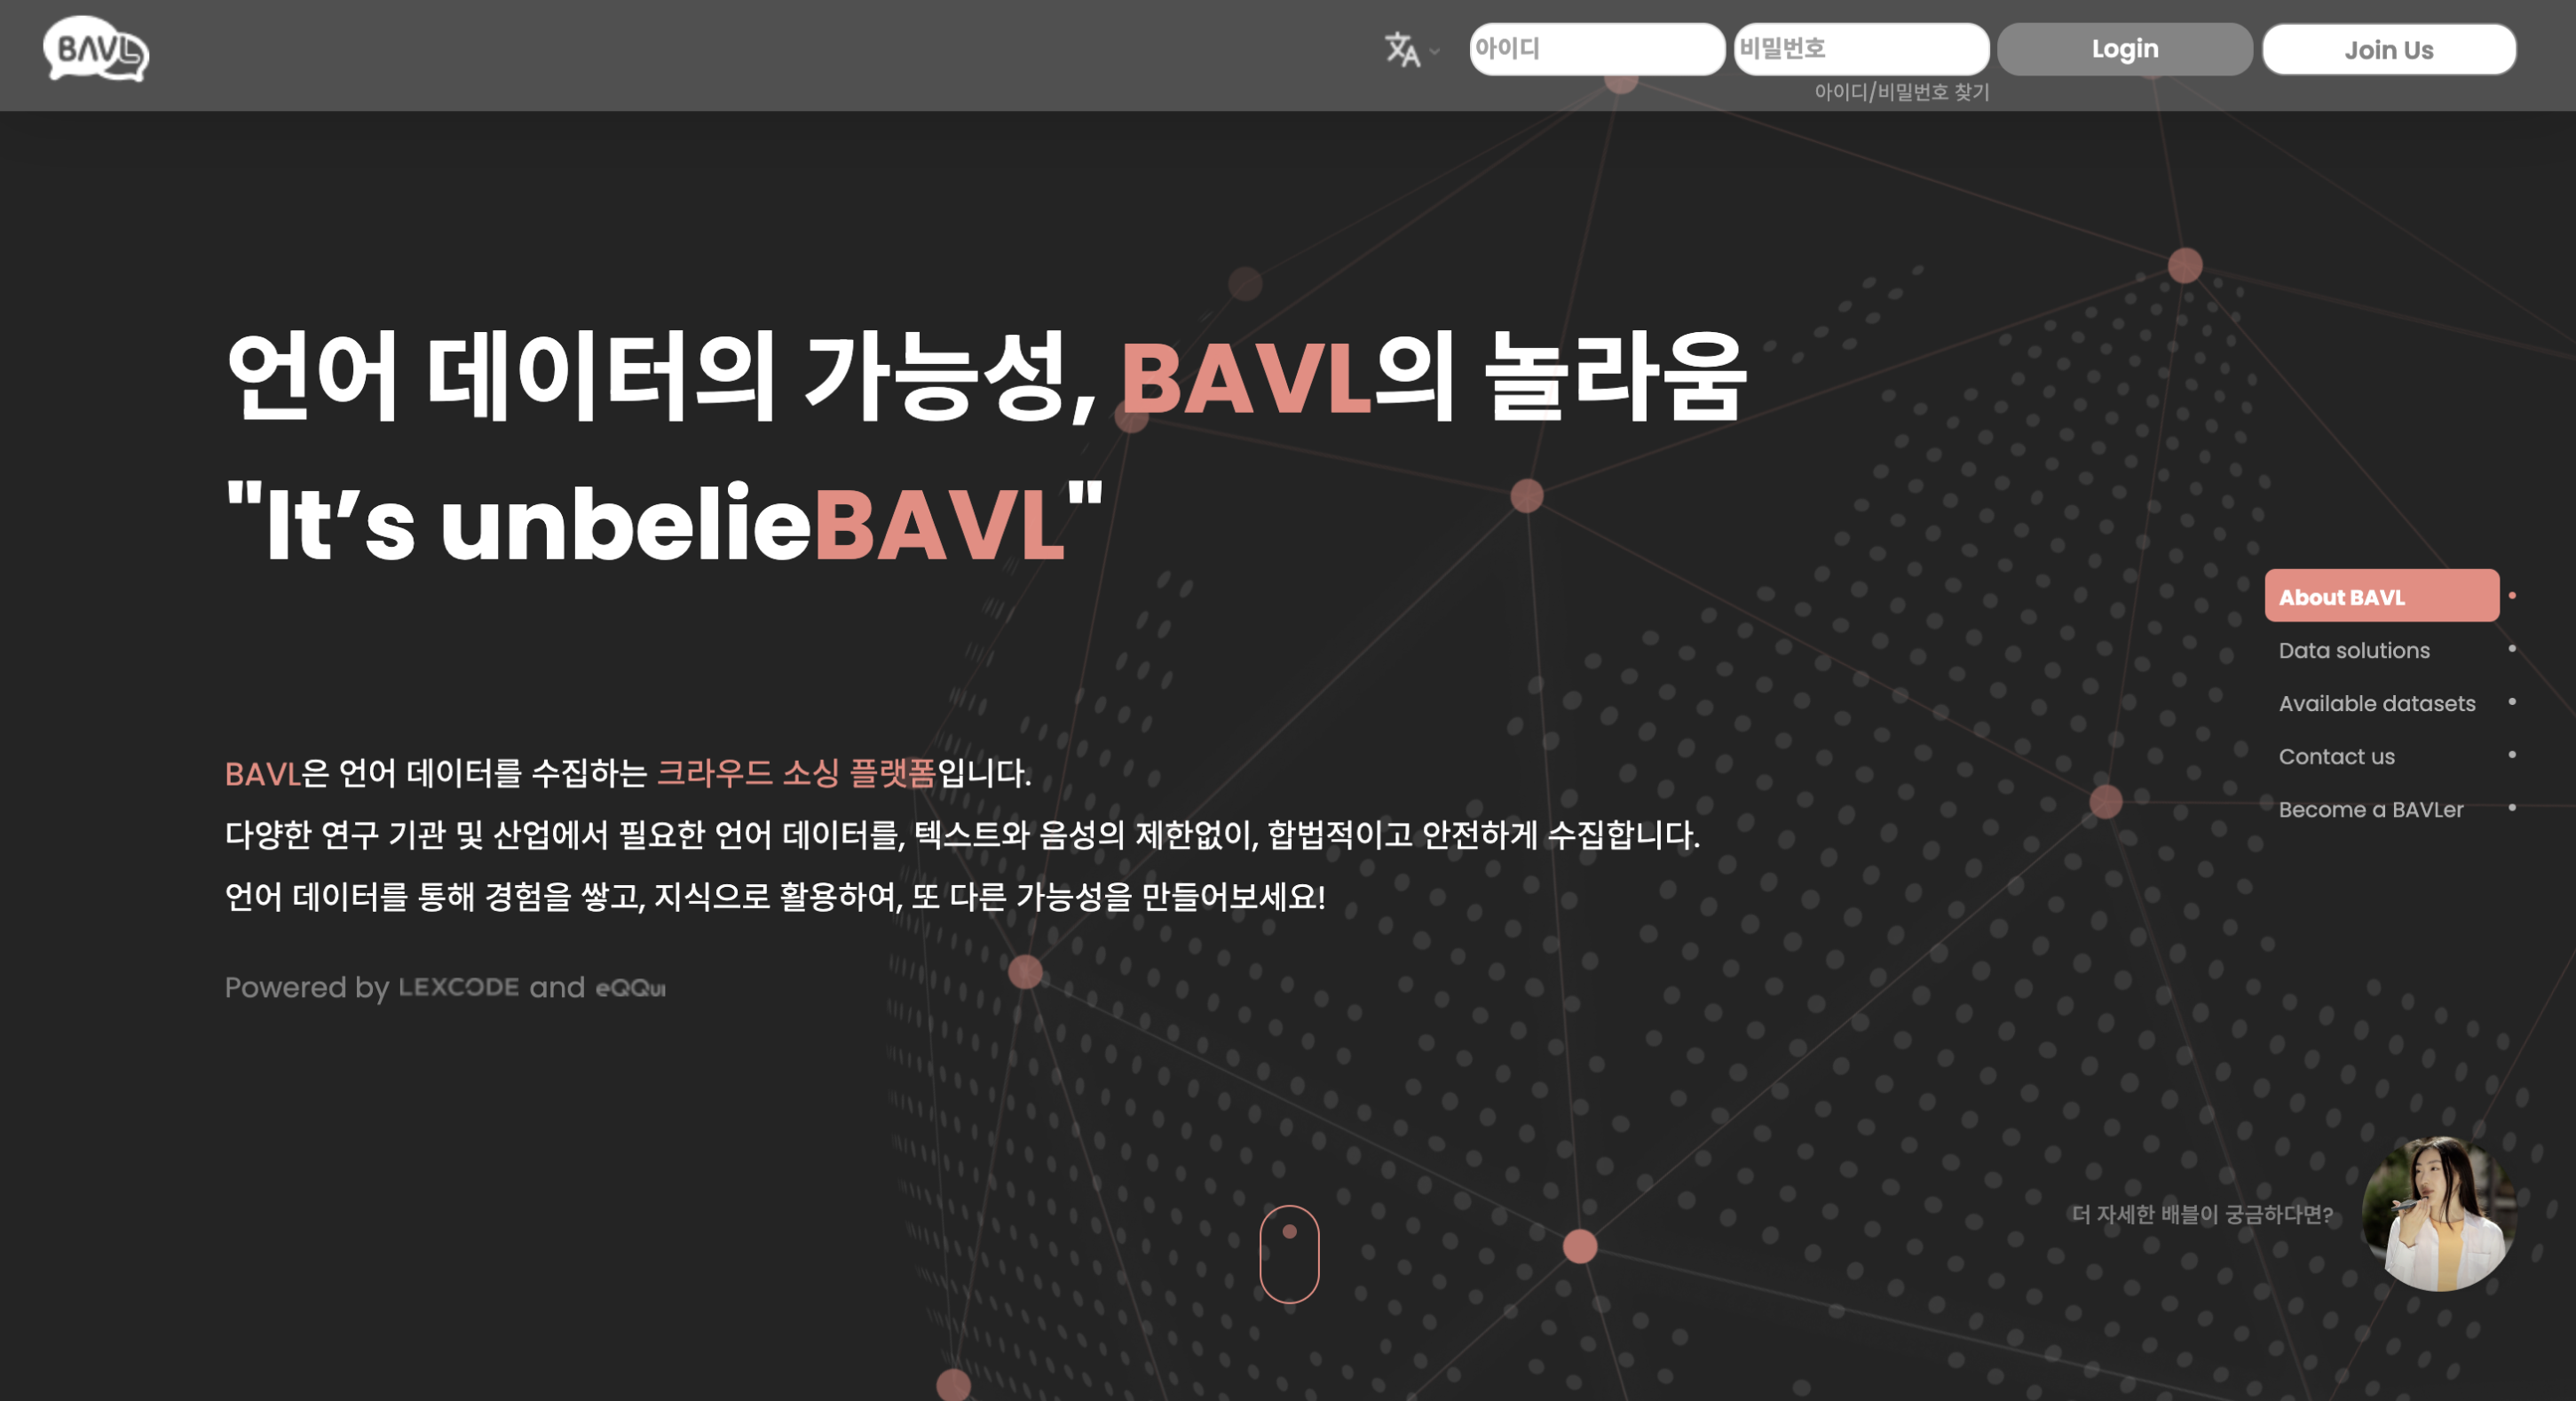 BAVL
아이디
비밀번호
Login
Join Us
아이디/비밀번호 찾기
언어 데이터의 가능성, BAVL의 놀라움
"It’s unbelieBAVL"
About BAVL
Data solutions
Available datasets
Contact us
Become a BAVLer
BAVL은 언어 데이터를 수집하는 크라우드 소싱 플랫폼입니다.
다양한 연구 기관 및 산업에서 필요한 언어 데이터를, 텍스트와 음성의 제한없이, 합법적이고 안전하게 수집합니다.
언어 데이터를 통해 경험을 쌓고, 지식으로 활용하여, 또 다른 가능성을 만들어보세요!
Powered by LEXCODE and eQQui
더 자세한 배블이 궁금하다면?